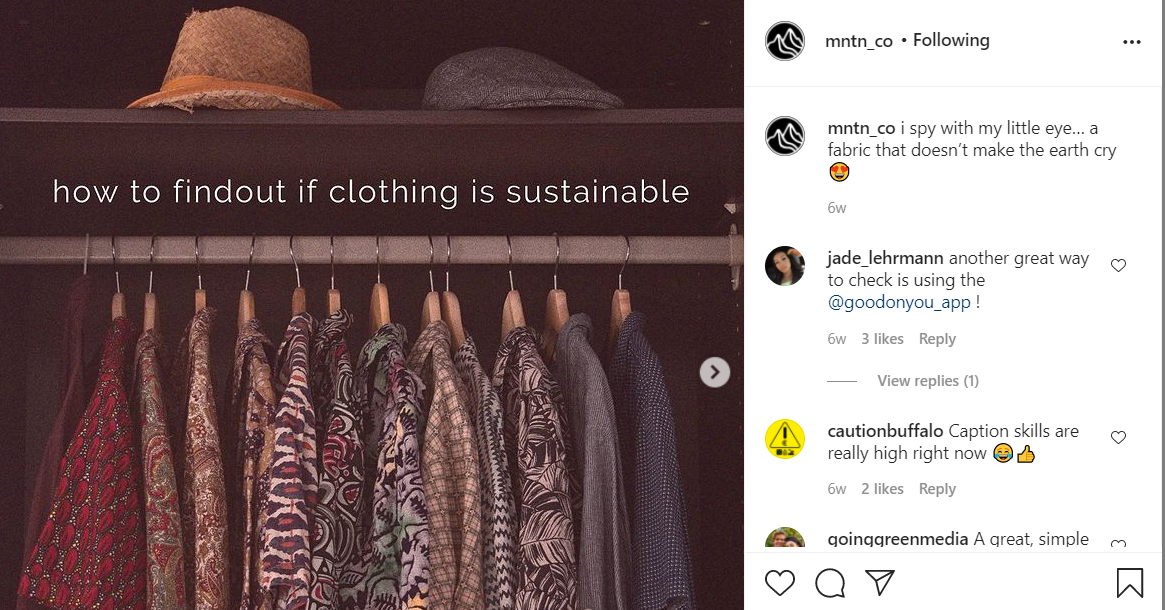 how to findout if clothing is sustainable
mntn_co • Following
mntn_co i spy with my little eye... a
fabric that doesn’t make the earth cry
😍
6w
jade_lehrmann another great way
to check is using the
@goodonyou_app !
6w 3 likes Reply
View replies (1)
cautionbuffalo Caption skills are
really high right now 😂👍
6w 2 likes Reply
goinggreenmedia A great, simple